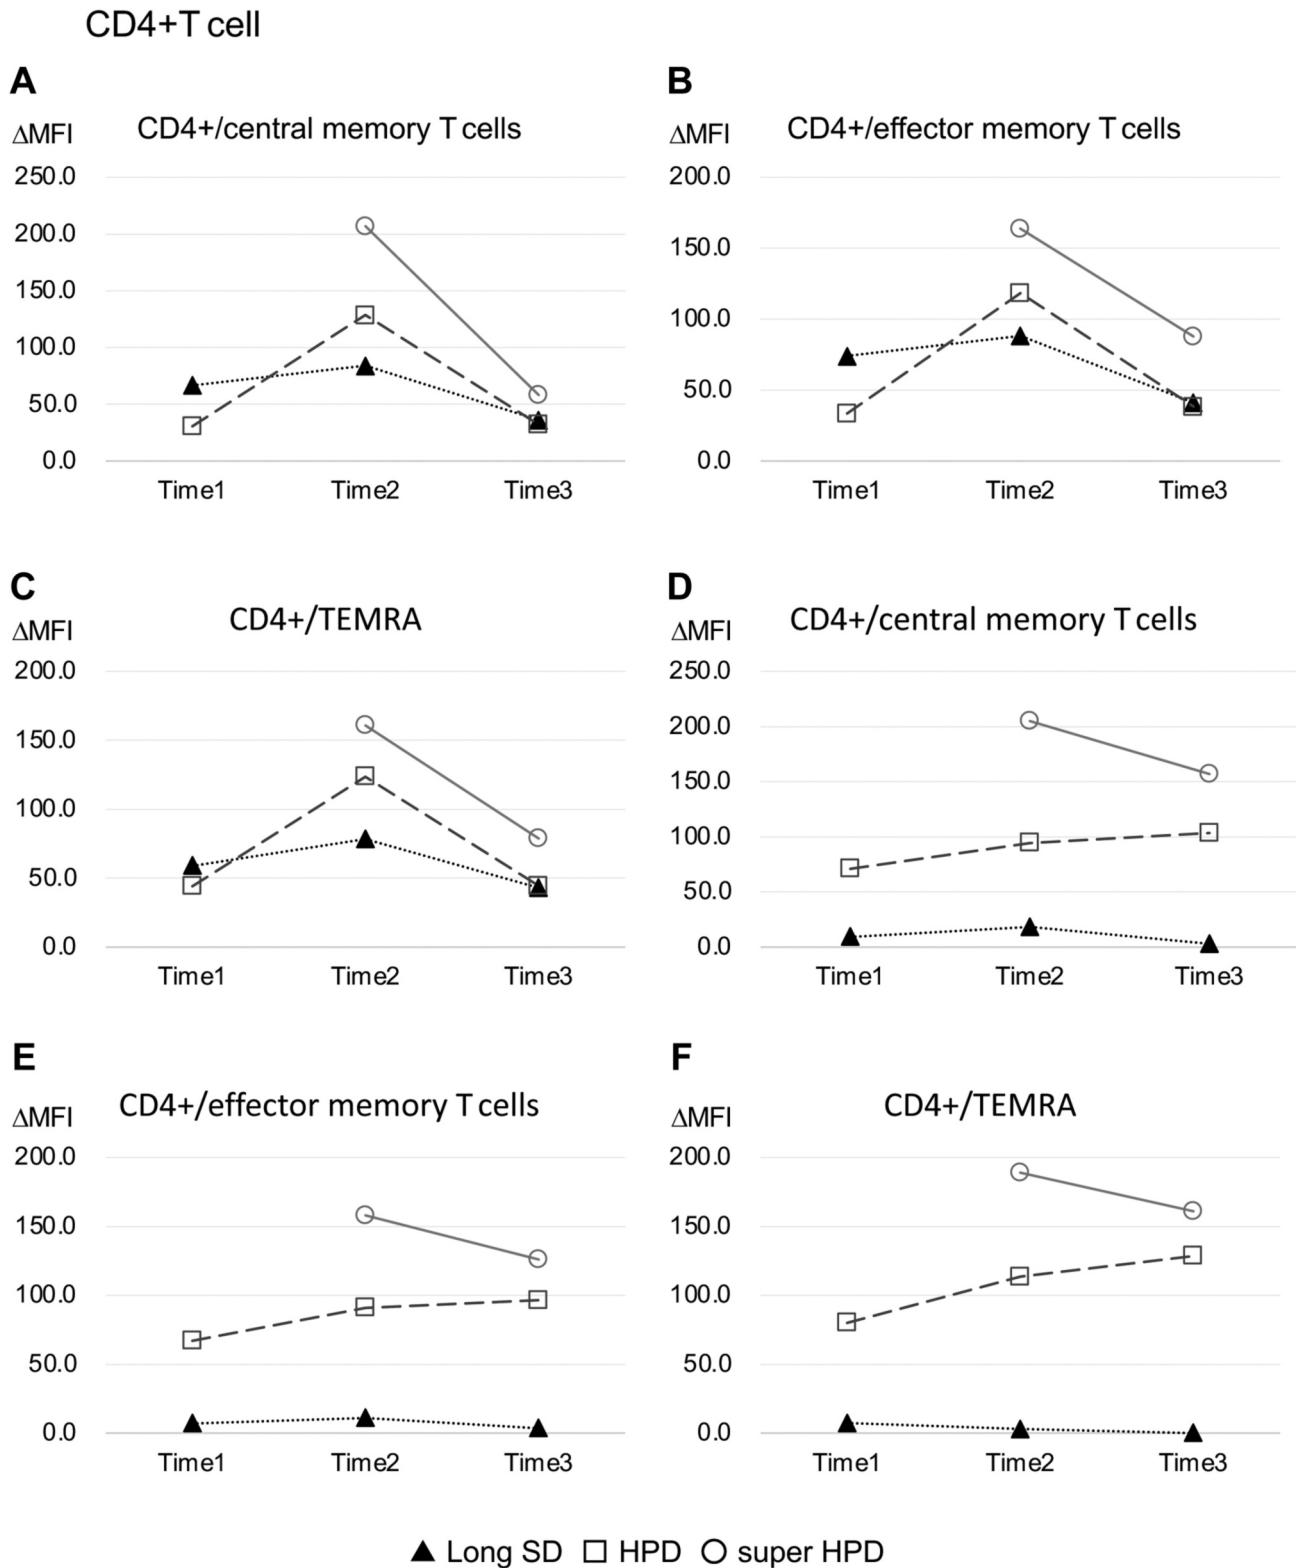 CD4+T cell
A
ΔMFI
CD4+/central memory T cells
250.0
200.0
150.0
100.0
50.0
0.0
Time1 Time2 Time3
B
ΔMFI
CD4+/effector memory T cells
200.0
150.0
100.0
50.0
0.0
Time1 Time2 Time3
C
ΔMFI
CD4+/TEMRA
200.0
150.0
100.0
50.0
0.0
Time1 Time2 Time3
D
ΔMFI
CD4+/central memory T cells
250.0
200.0
150.0
100.0
50.0
0.0
Time1 Time2 Time3
E
ΔMFI
CD4+/effector memory T cells
200.0
150.0
100.0
50.0
0.0
Time1 Time2 Time3
F
ΔMFI
CD4+/TEMRA
200.0
150.0
100.0
50.0
0.0
Time1 Time2 Time3
Long SD HPD super HPD